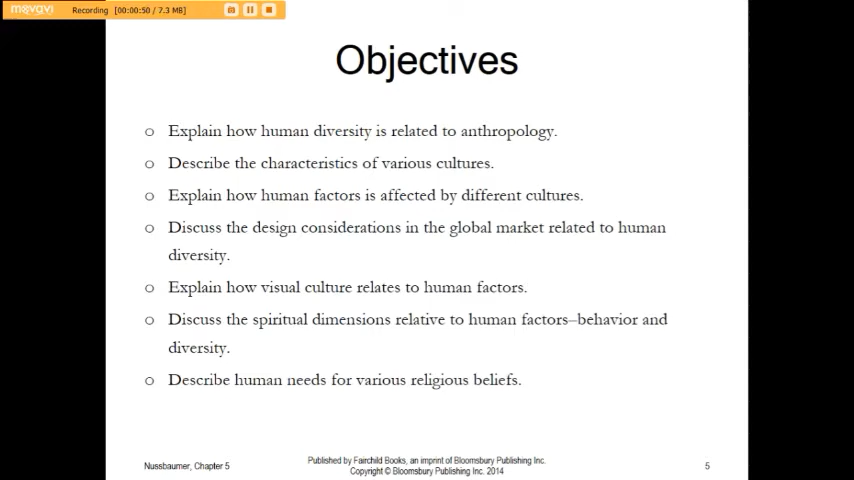 movavi Recording [00:00:50 / 7.3 MB]
Objectives
o Explain how human diversity is related to anthropology.
o Describe the characteristics of various cultures.
o Explain how human factors is affected by different cultures.
o Discuss the design considerations in the global market related to human
diversity.
o Explain how visual culture relates to human factors.
o Discuss the spiritual dimensions relative to human factors–behavior and
diversity.
o Describe human needs for various religious beliefs.
Nussbaumer, Chapter 5
Published by Fairchild Books, an imprint of Bloomsbury Publishing Inc.
Copyright © Bloomsbury Publishing Inc. 2014
5